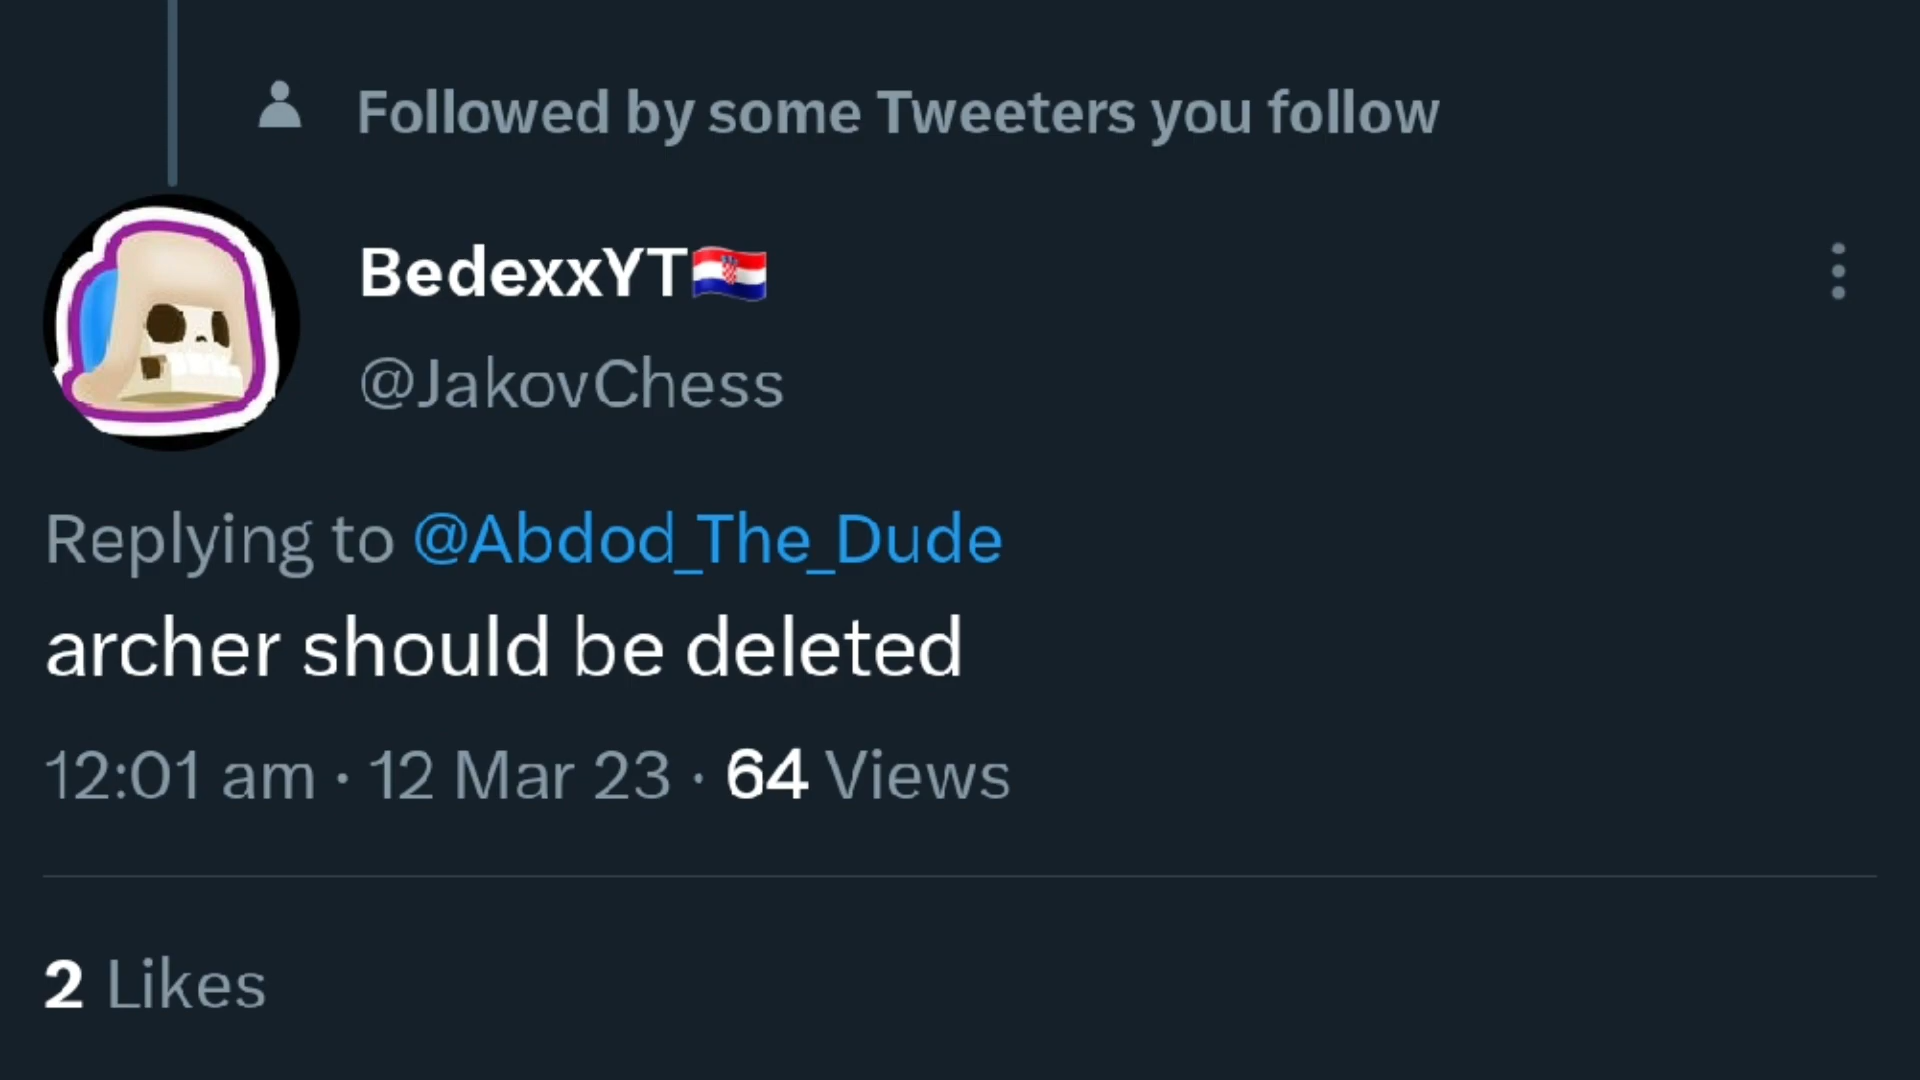 Followed by some Tweeters you follow
BedexxYT🇭🇷
@JakovChess
Replying to @Abdod_The_Dude
archer should be deleted
12:01 am · 12 Mar 23 · 64 Views
2 Likes